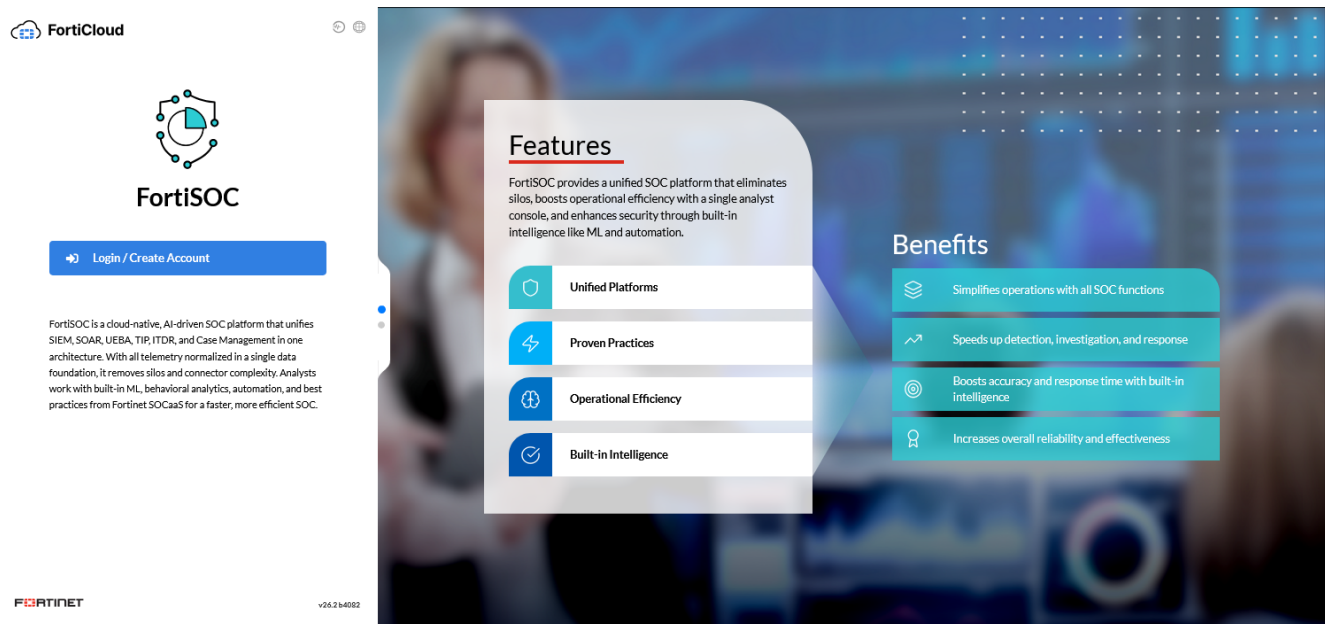 FortiCloud
FortiSOC
Login / Create Account
FortiSOC is a cloud-native, AI-driven SOC platform that unifies
SIEM, SOAR, UEBA, TIP, ITDR, and Case Management in one
architecture. With all telemetry normalized in a single data
foundation, it removes silos and connector complexity. Analysts
work with built-in ML, behavioral analytics, automation, and best
practices from Fortinet SOCaaS for a faster, more efficient SOC.
FORTINET
v26.2 b4082
Features
FortiSOC provides a unified SOC platform that eliminates
silos, boosts operational efficiency with a single analyst
console, and enhances security through built-in
intelligence like ML and automation.
Unified Platforms
Proven Practices
Operational Efficiency
Built-in Intelligence
Benefits
Simplifies operations with all SOC functions
Speeds up detection, investigation, and response
Boosts accuracy and response time with built-in
intelligence
Increases overall reliability and effectiveness